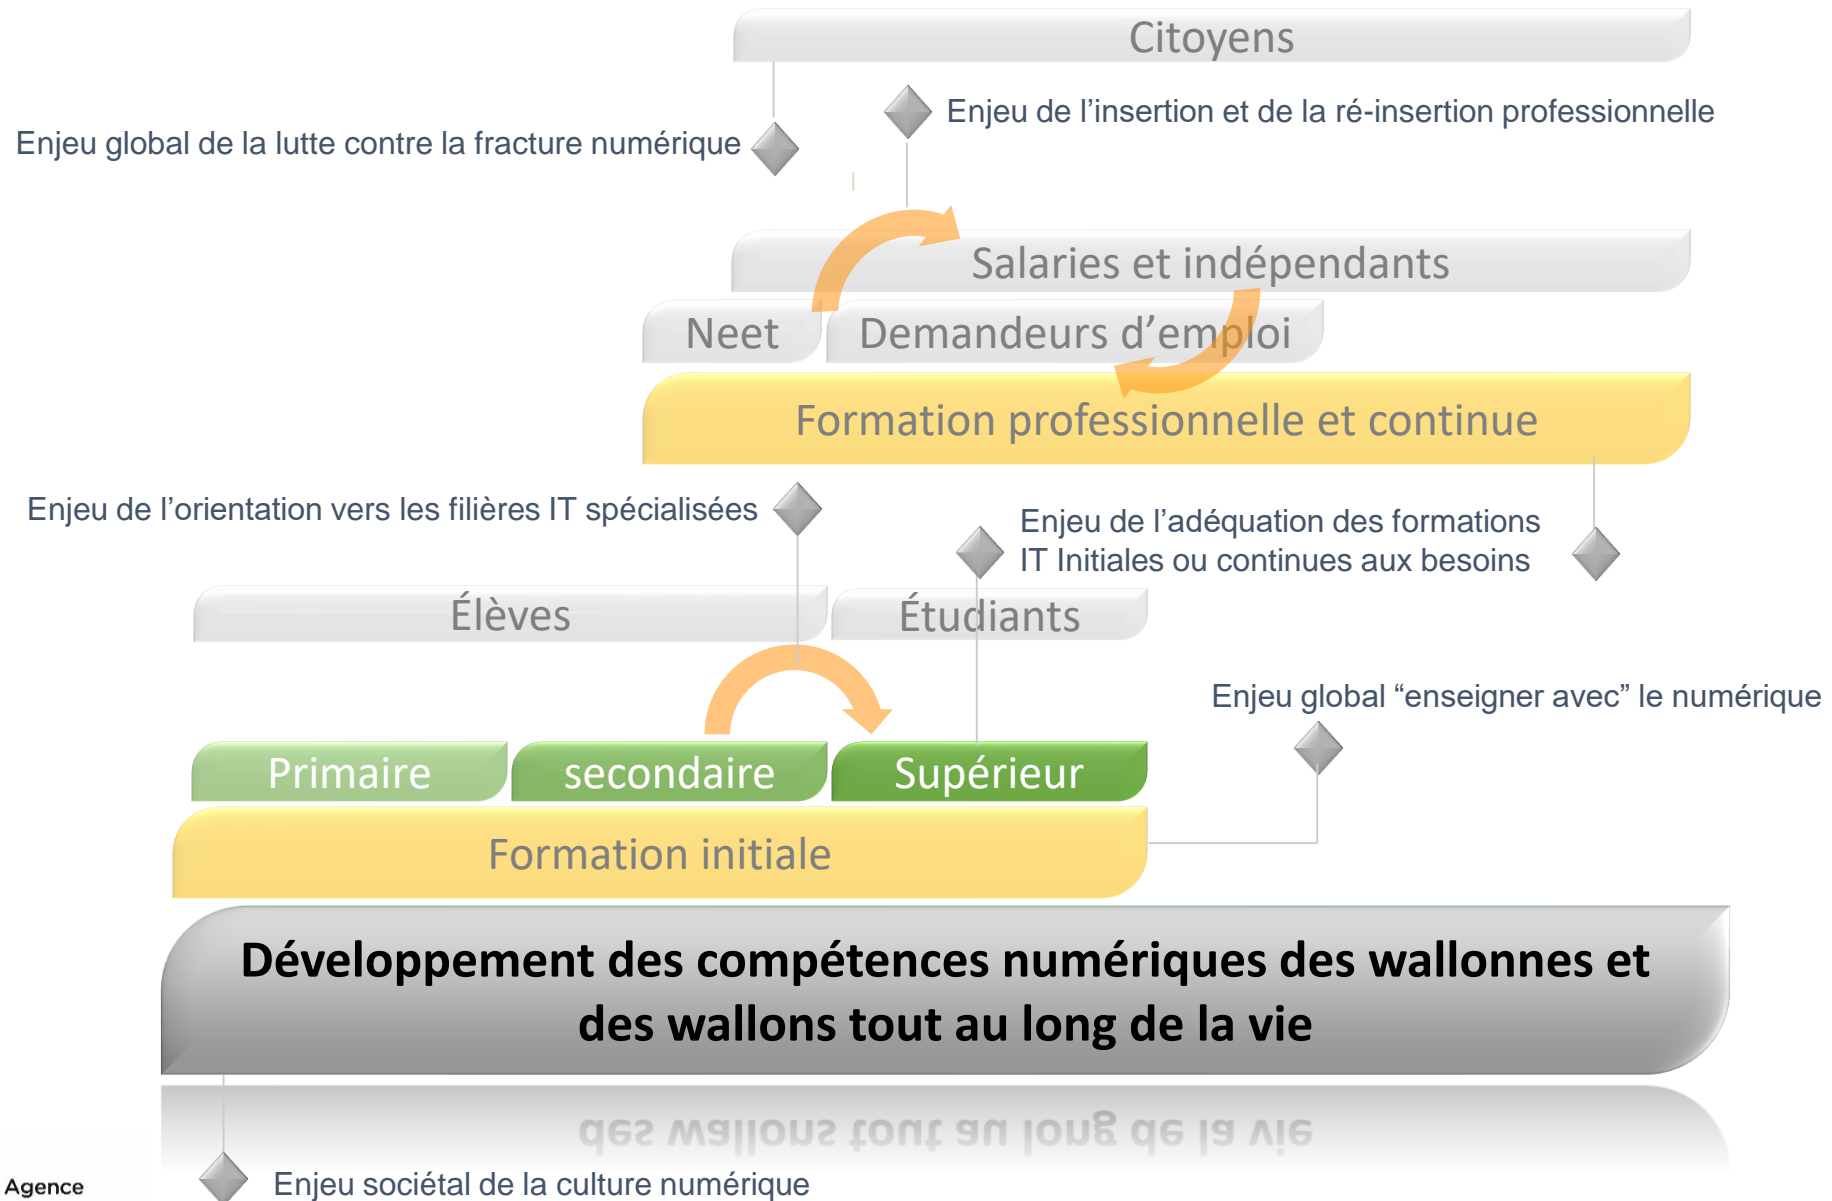 Citoyens
Enjeu de l’insertion et de la ré-insertion professionnelle
Enjeu global de la lutte contre la fracture numérique
Salaries et indépendants
Neet
Demandeurs d’emploi
Formation professionnelle et continue
Enjeu de l’orientation vers les filières IT spécialisées
Enjeu de l’adéquation des formations
IT Initiales ou continues aux besoins
Élèves
Étudiants
Enjeu global “enseigner avec” le numérique
Primaire
secondaire
Supérieur
Formation initiale
Développement des compétences numériques des wallonnes et
des wallons tout au long de la vie
Enjeu sociétal de la culture numérique
Agence